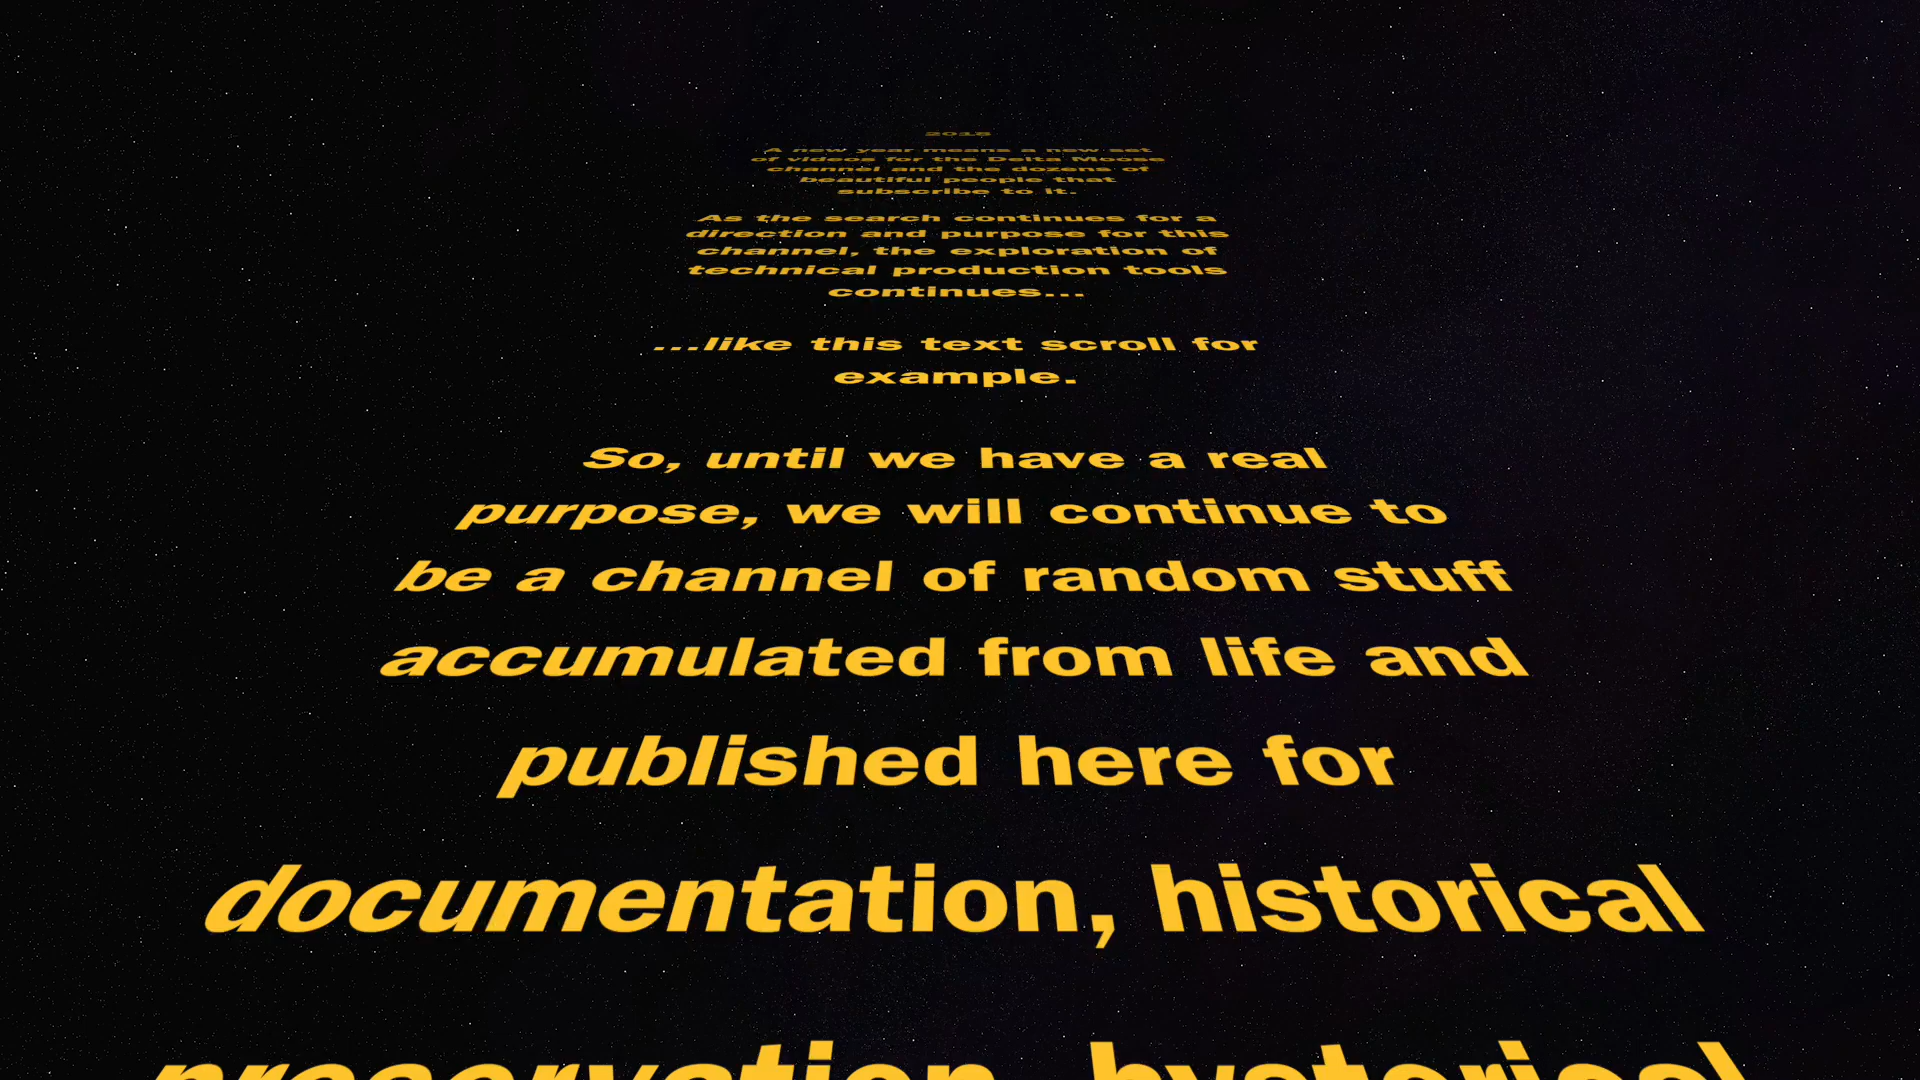 2018
A new year means a new set
of videos for the Delta Moose
channel and the dozens of
beautiful people that
subscribe to it.
As the search continues for a
direction and purpose for this
channel, the exploration of
technical production tools
continues...
...like this text scroll for
example.
So, until we have a real
purpose, we will continue to
be a channel of random stuff
accumulated from life and
published here for
documentation, historical
preservation, hysterical